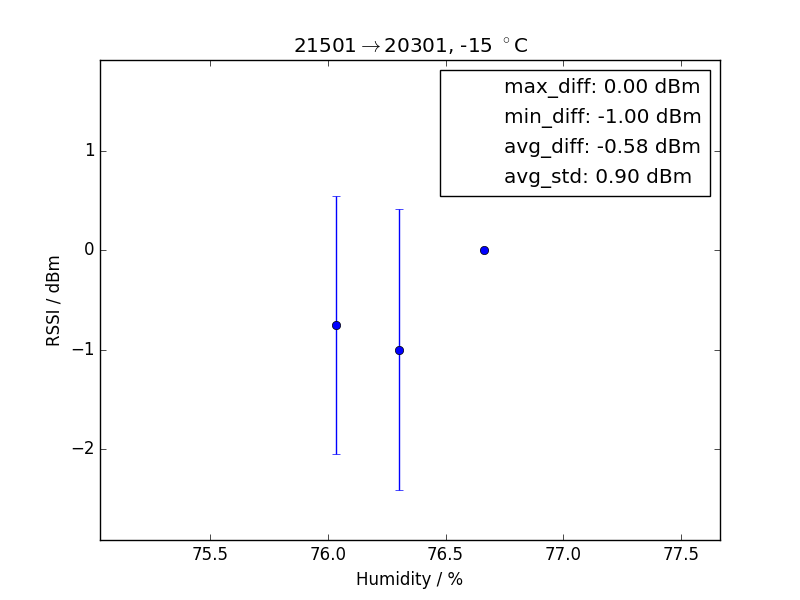 21501→20301, -15 °C
max_diff: 0.00 dBm
min_diff: -1.00 dBm
avg_diff: -0.58 dBm
avg_std: 0.90 dBm
1
0
−1
−2
RSSI / dBm
75.5 76.0 76.5 77.0 77.5
Humidity / %